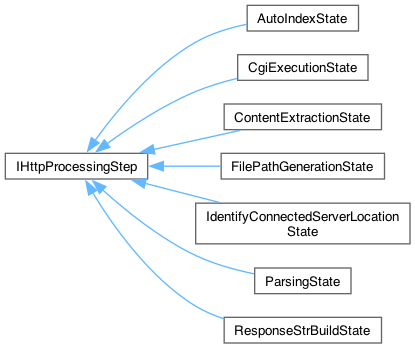 AutoIndexState
CgiExecutionState
ContentExtractionState
IHttpProcessingStep
FilePathGenerationState
IdentifyConnectedServerLocation
State
ParsingState
ResponseStrBuildState